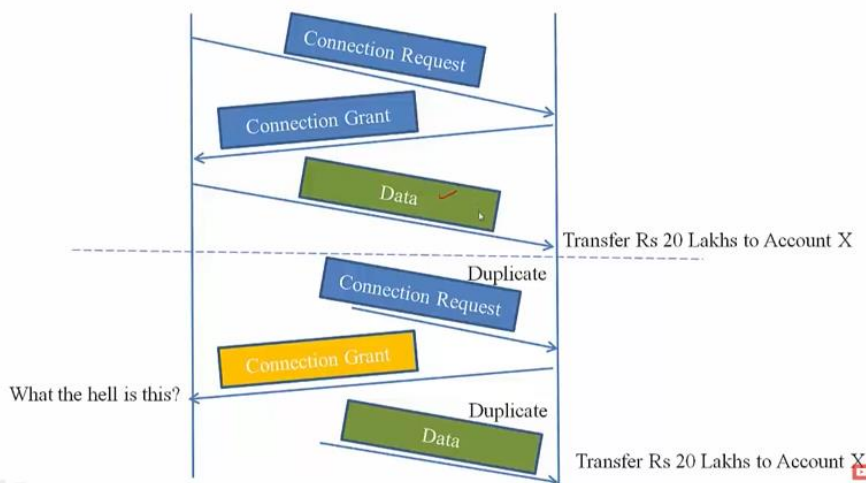 Connection Request
Connection Grant
Data
Transfer Rs 20 Lakhs to Account X
Duplicate
Connection Request
Connection Grant
What the hell is this?
Duplicate
Data
Transfer Rs 20 Lakhs to Account X